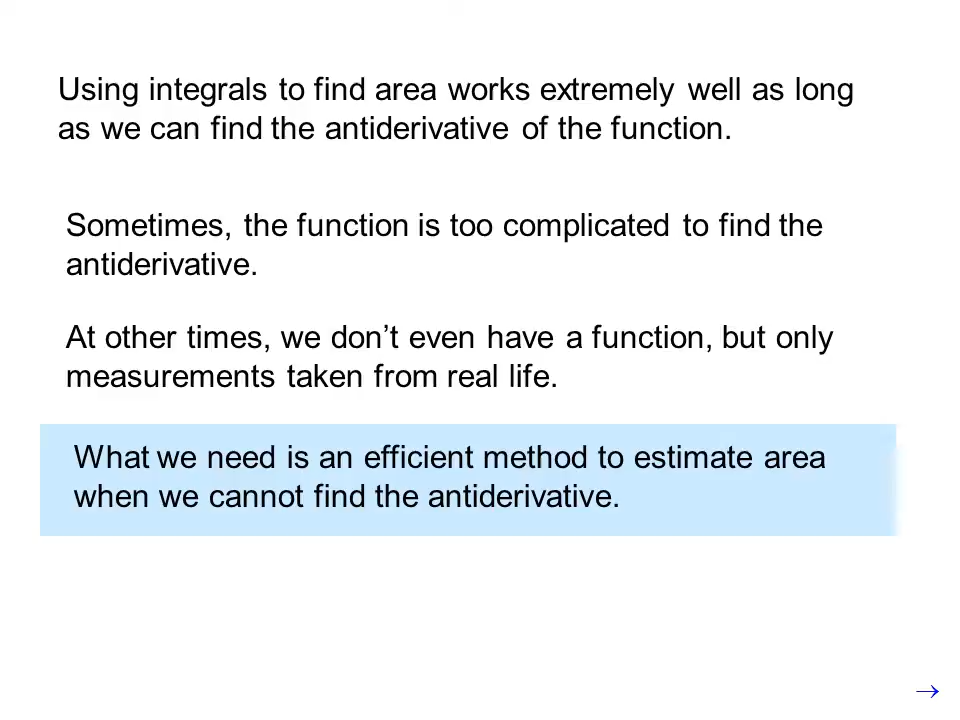 Using integrals to find area works extremely well as long
as we can find the antiderivative of the function.
Sometimes, the function is too complicated to find the
antiderivative.
At other times, we don’t even have a function, but only
measurements taken from real life.
What we need is an efficient method to estimate area
when we cannot find the antiderivative.
→